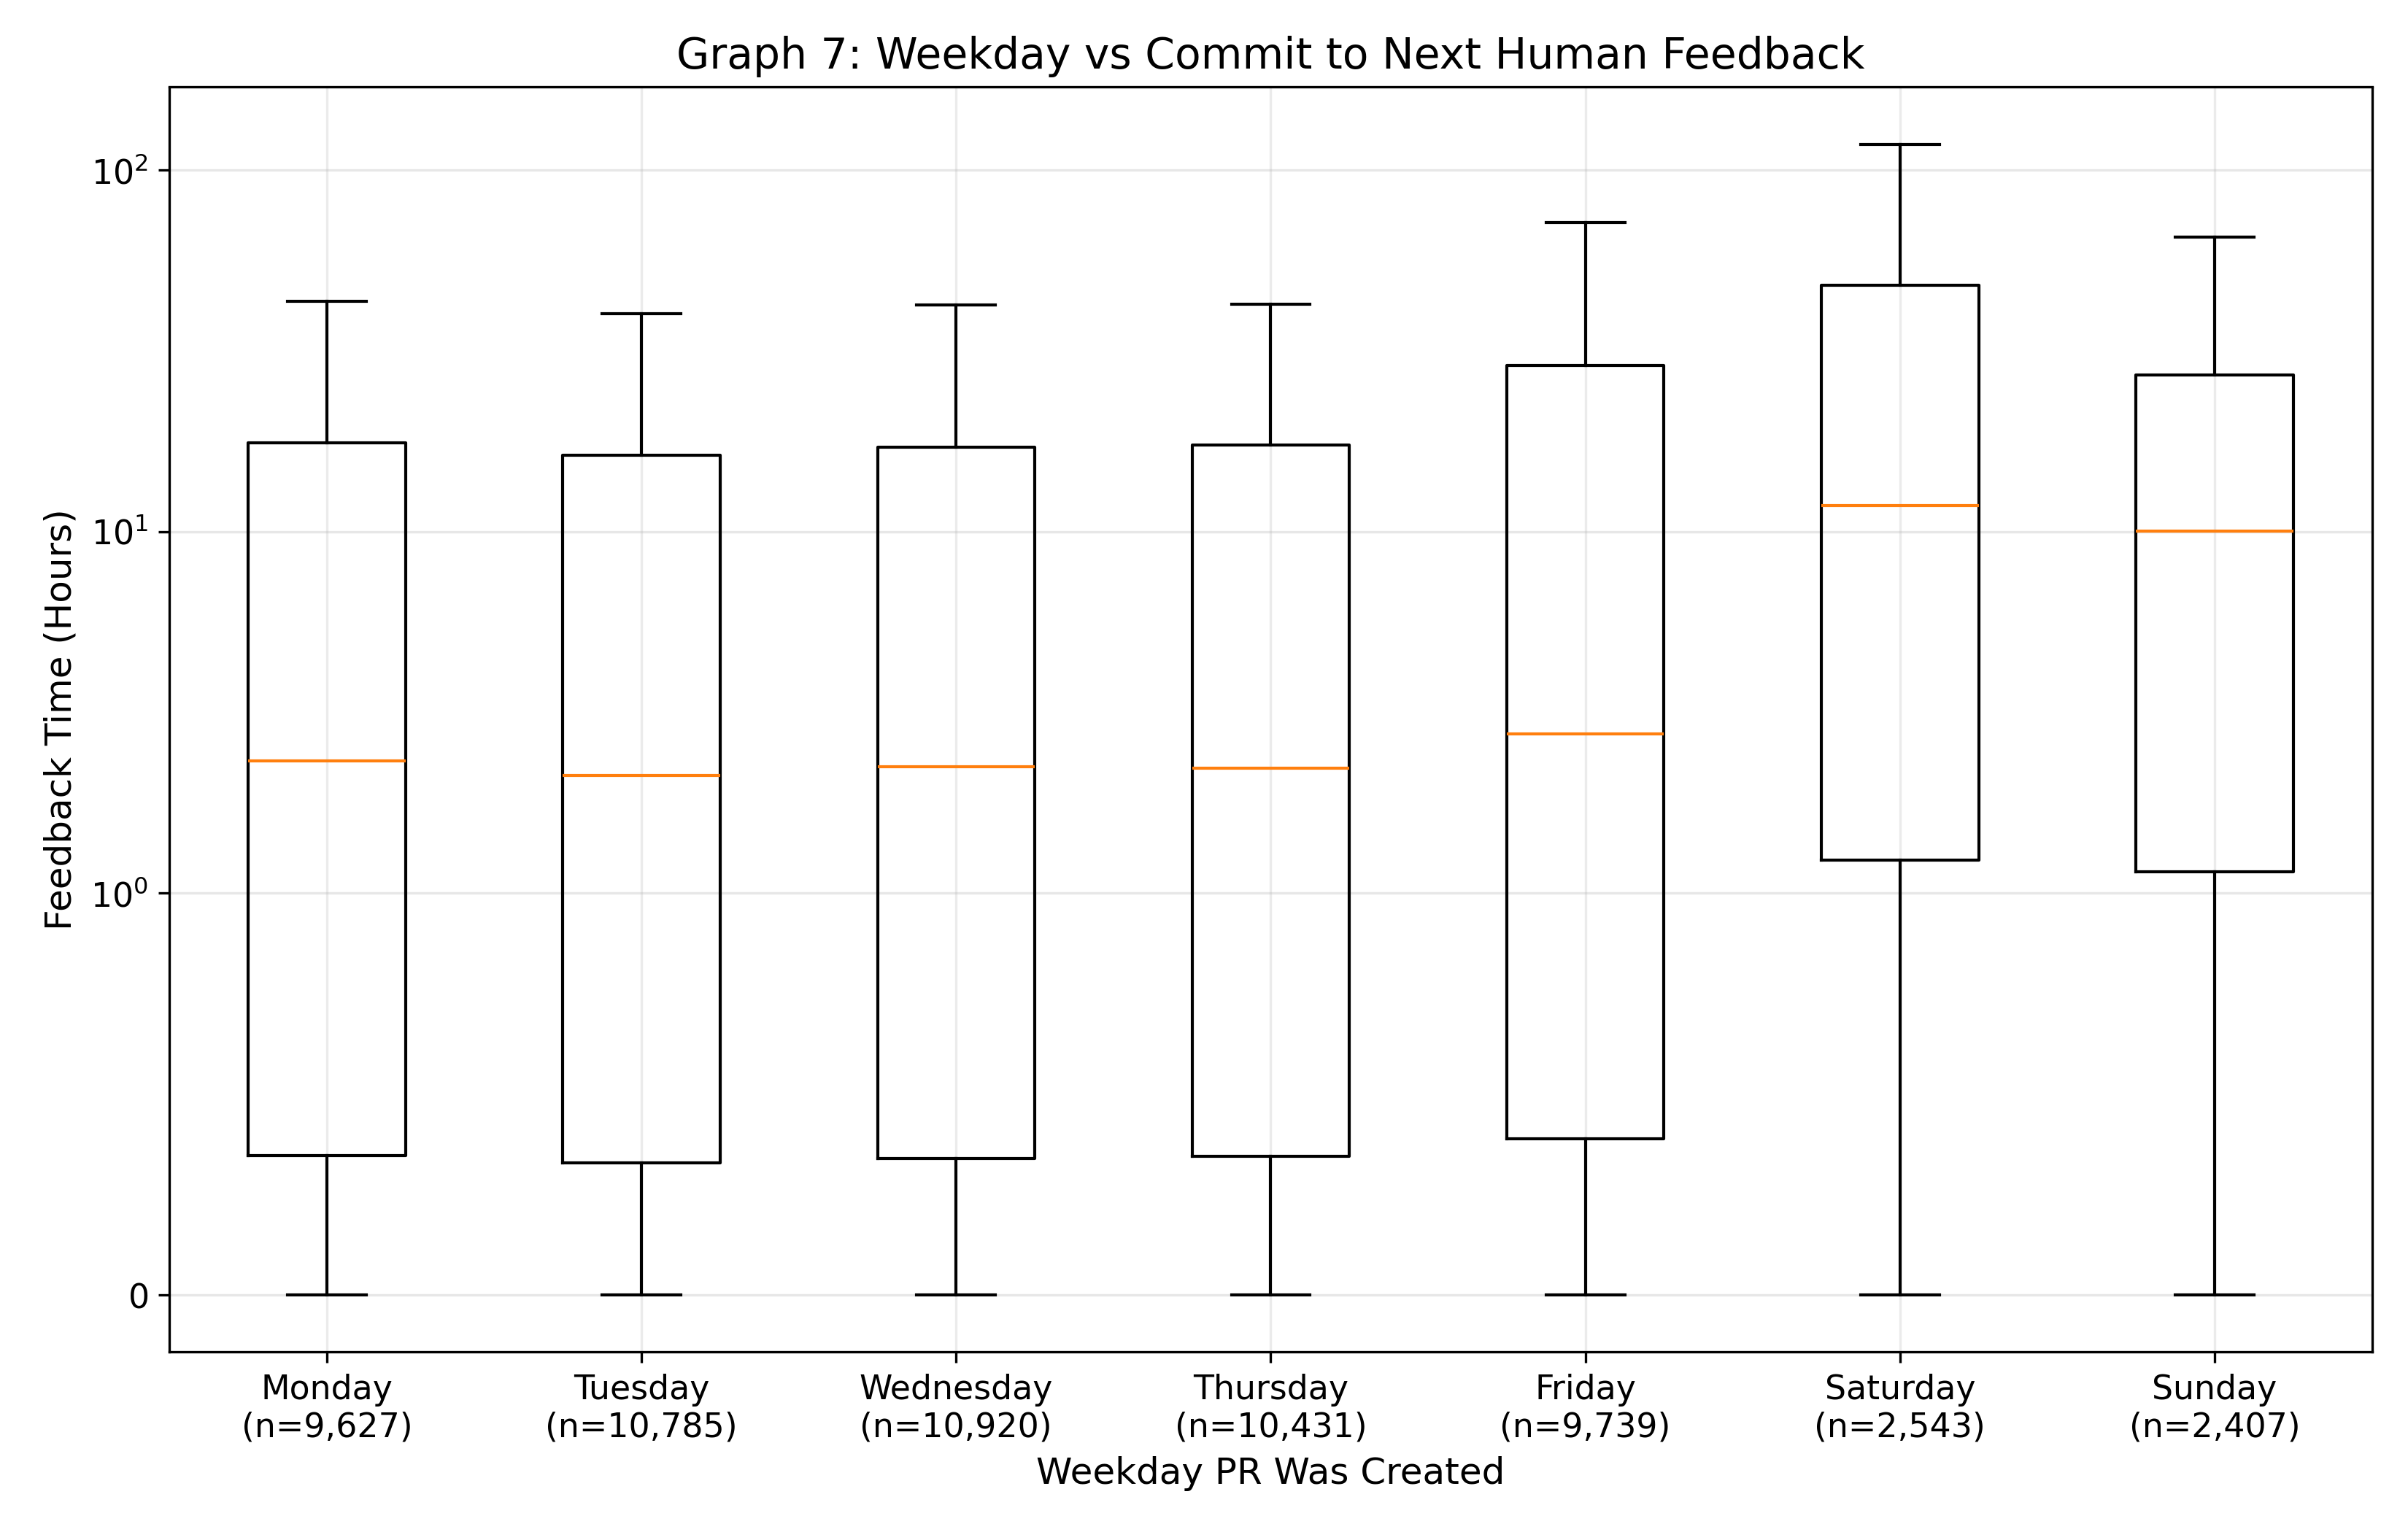 Graph 7: Weekday vs Commit to Next Human Feedback
Feedback Time (Hours)
10²
10¹
10⁰
0
Monday Tuesday Wednesday Thursday Friday Saturday Sunday
(n=9,627) (n=10,785) (n=10,920) (n=10,431) (n=9,739) (n=2,543) (n=2,407)
Weekday PR Was Created